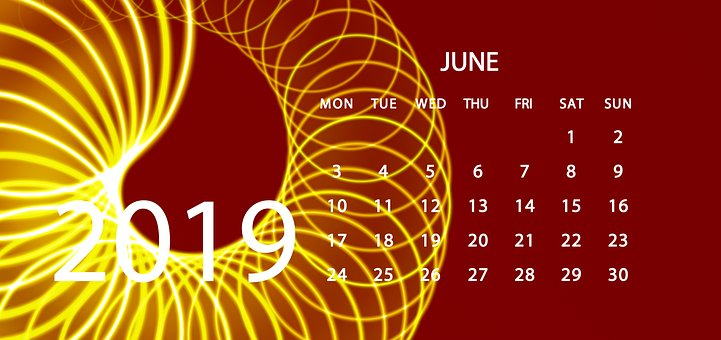 JUNE
MON TUE WED THU FRI SAT SUN
1 2
3 4 5 6 7 8 9
10 11 12 13 14 15 16
17 18 19 20 21 22 23
24 25 26 27 28 29 30
2019